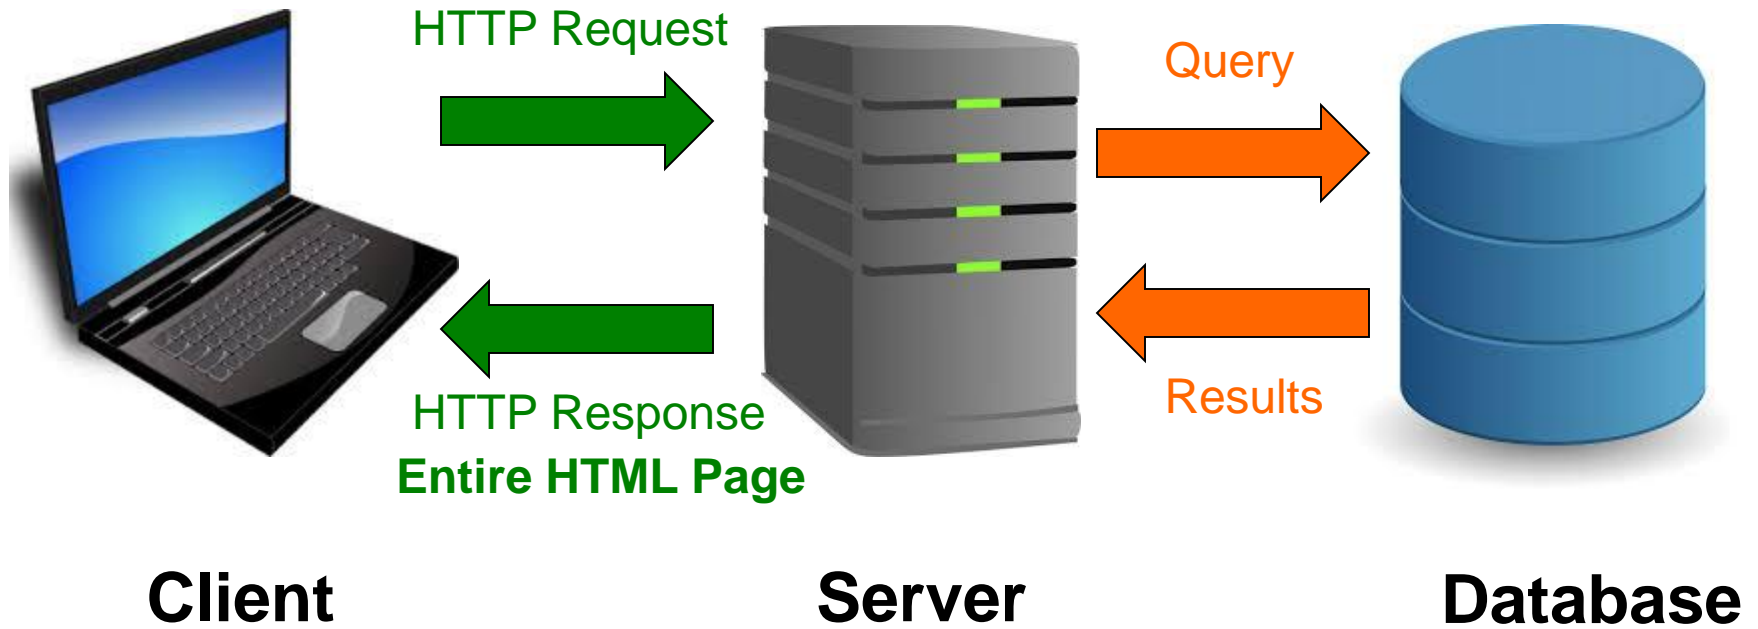 HTTP Request
Query
HTTP Response
Entire HTML Page
Results
Client
Server
Database